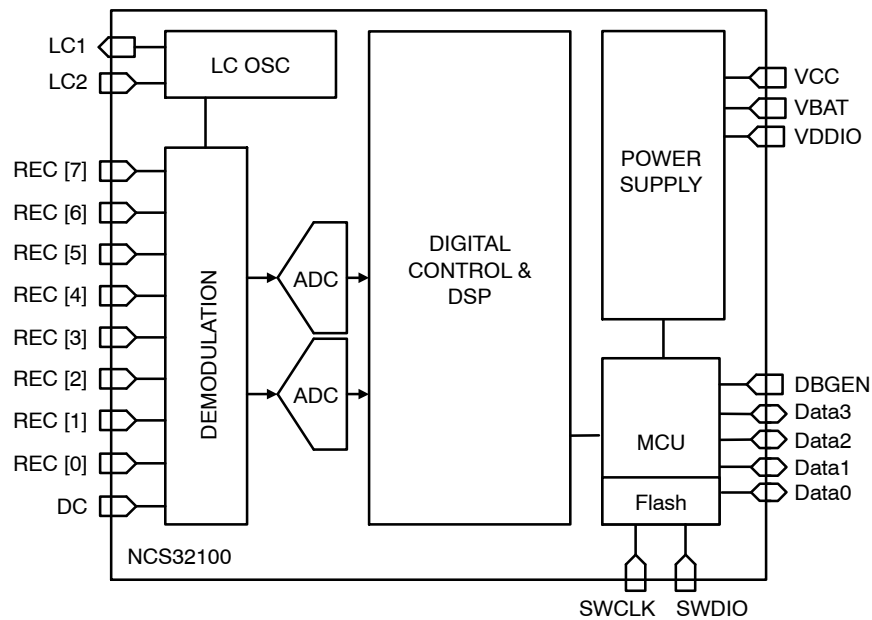 LC1
LC2
LC OSC
REC [7]
REC [6]
REC [5]
REC [4]
REC [3]
REC [2]
REC [1]
REC [0]
DC
DEMODULATION
ADC
ADC
DIGITAL
CONTROL &
DSP
POWER
SUPPLY
VCC
VBAT
VDDIO
MCU
Flash
DBGEN
Data3
Data2
Data1
Data0
NCS32100
SWCLK
SWDIO